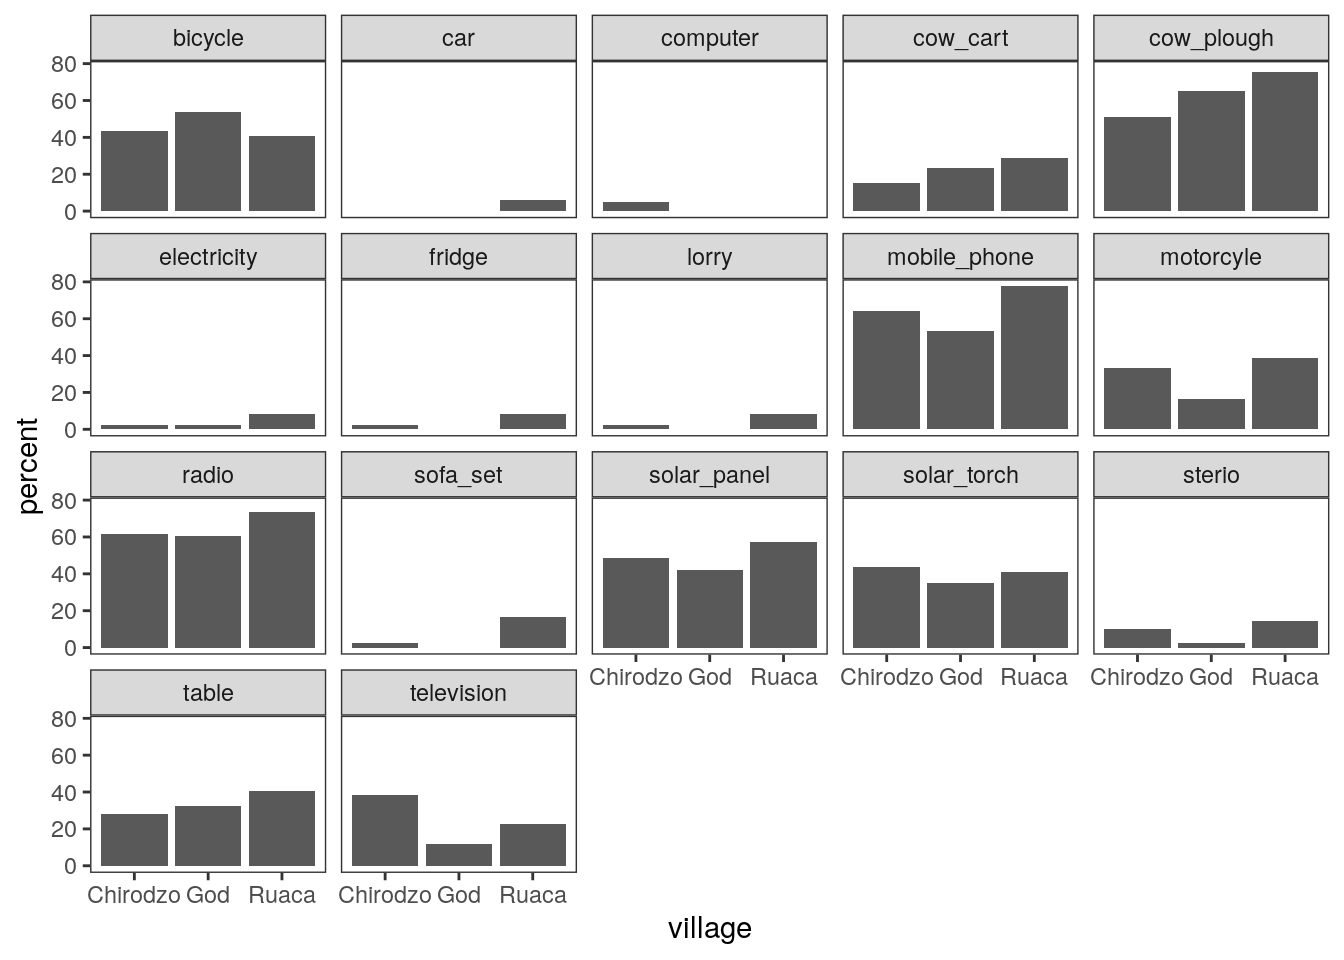 bicycle car computer cow_cart cow_plough
80
60
40
20
0
electricity fridge lorry mobile_phone motorcyle
80
60
40
20
0
percent
radio sofa_set solar_panel solar_torch sterio
80
60
40
20
0
Chirodzo God Ruaca Chirodzo God Ruaca Chirodzo God Ruaca
table television
80
60
40
20
0
Chirodzo God Ruaca Chirodzo God Ruaca
village